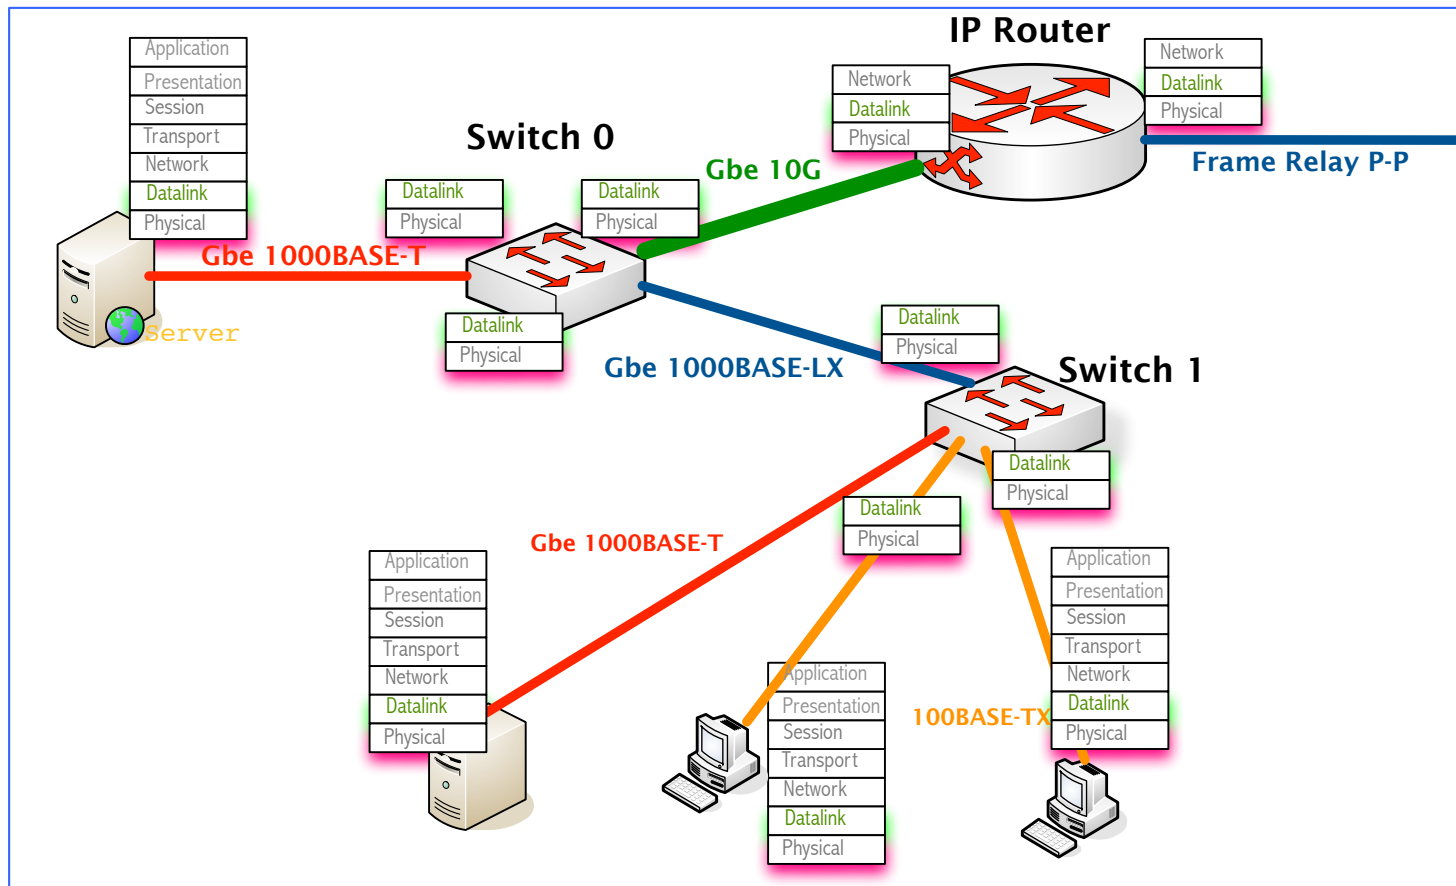 IP Router
Application
Presentation
Session
Transport
Network
Datalink
Physical
Network
Datalink
Physical
Network
Datalink
Physical
Switch 0
Gbe 10G
Frame Relay P-P
Datalink
Physical
Datalink
Physical
Gbe 1000BASE-T
Server
Datalink
Physical
Datalink
Physical
Gbe 1000BASE-LX
Switch 1
Datalink
Physical
Datalink
Physical
Gbe 1000BASE-T
Application
Presentation
Session
Transport
Network
Datalink
Physical
Application
Presentation
Session
Transport
Network
Datalink
Physical
100BASE-TX
Application
Presentation
Session
Transport
Network
Datalink
Physical